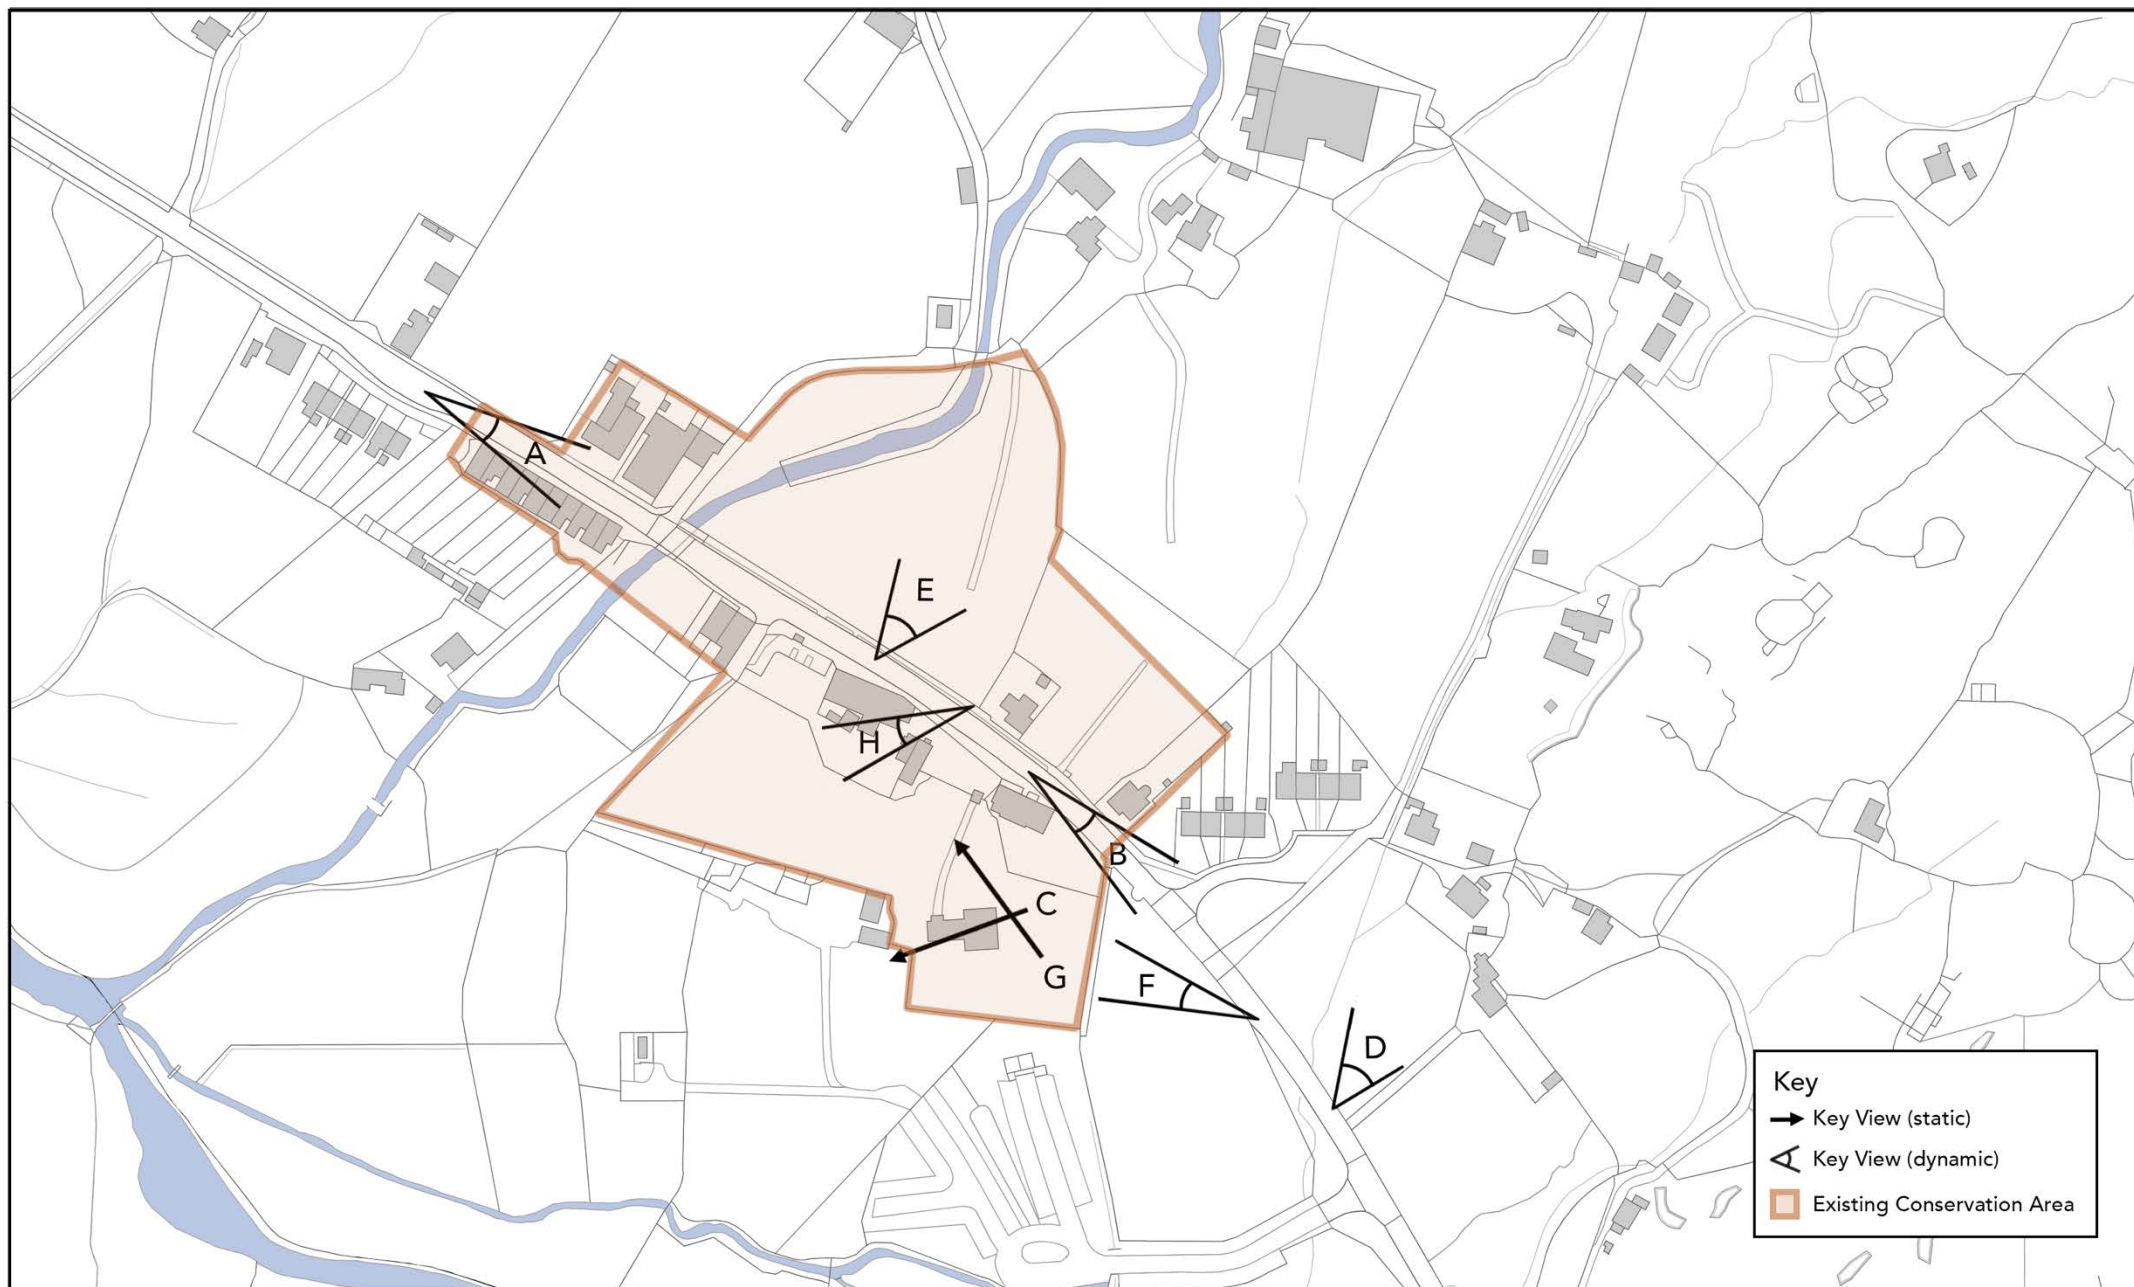 A
E
H
B
C
G
F
D
Key
Key View (static)
Key View (dynamic)
Existing Conservation Area